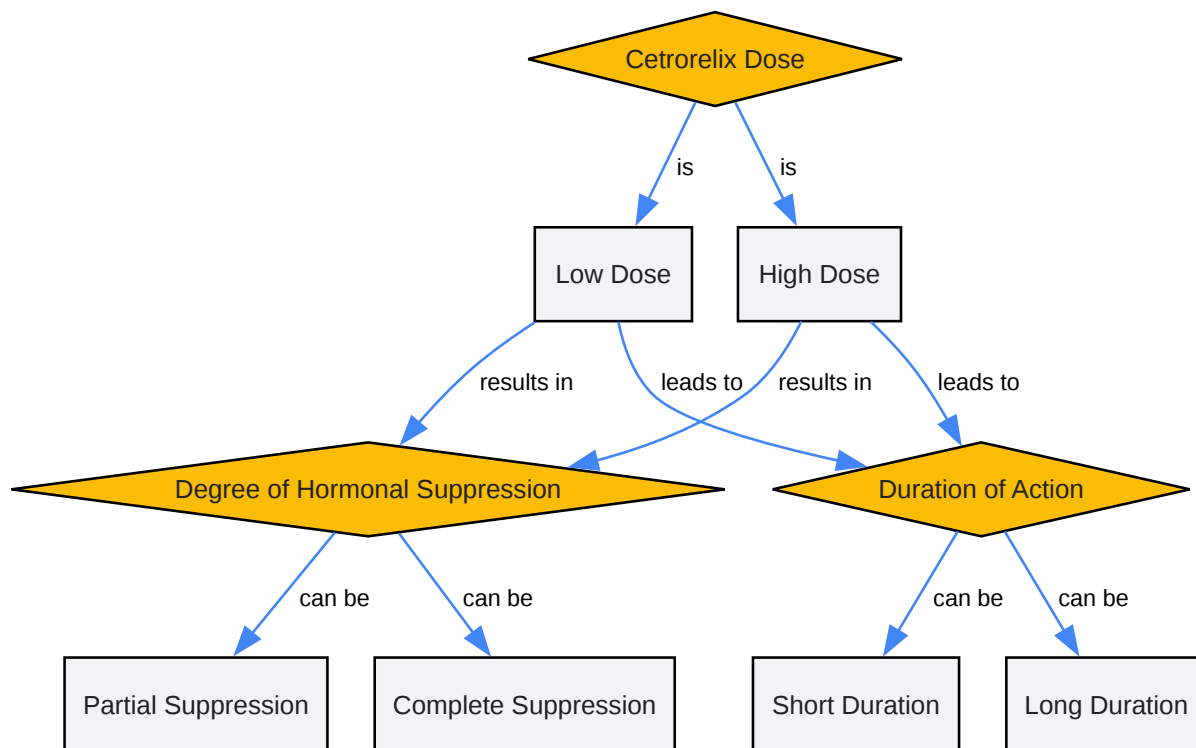 Cetrorelix Dose
is
is
Low Dose
High Dose
results in
leads to
results in
leads to
Degree of Hormonal Suppression
Duration of Action
can be
can be
can be
can be
Partial Suppression
Complete Suppression
Short Duration
Long Duration